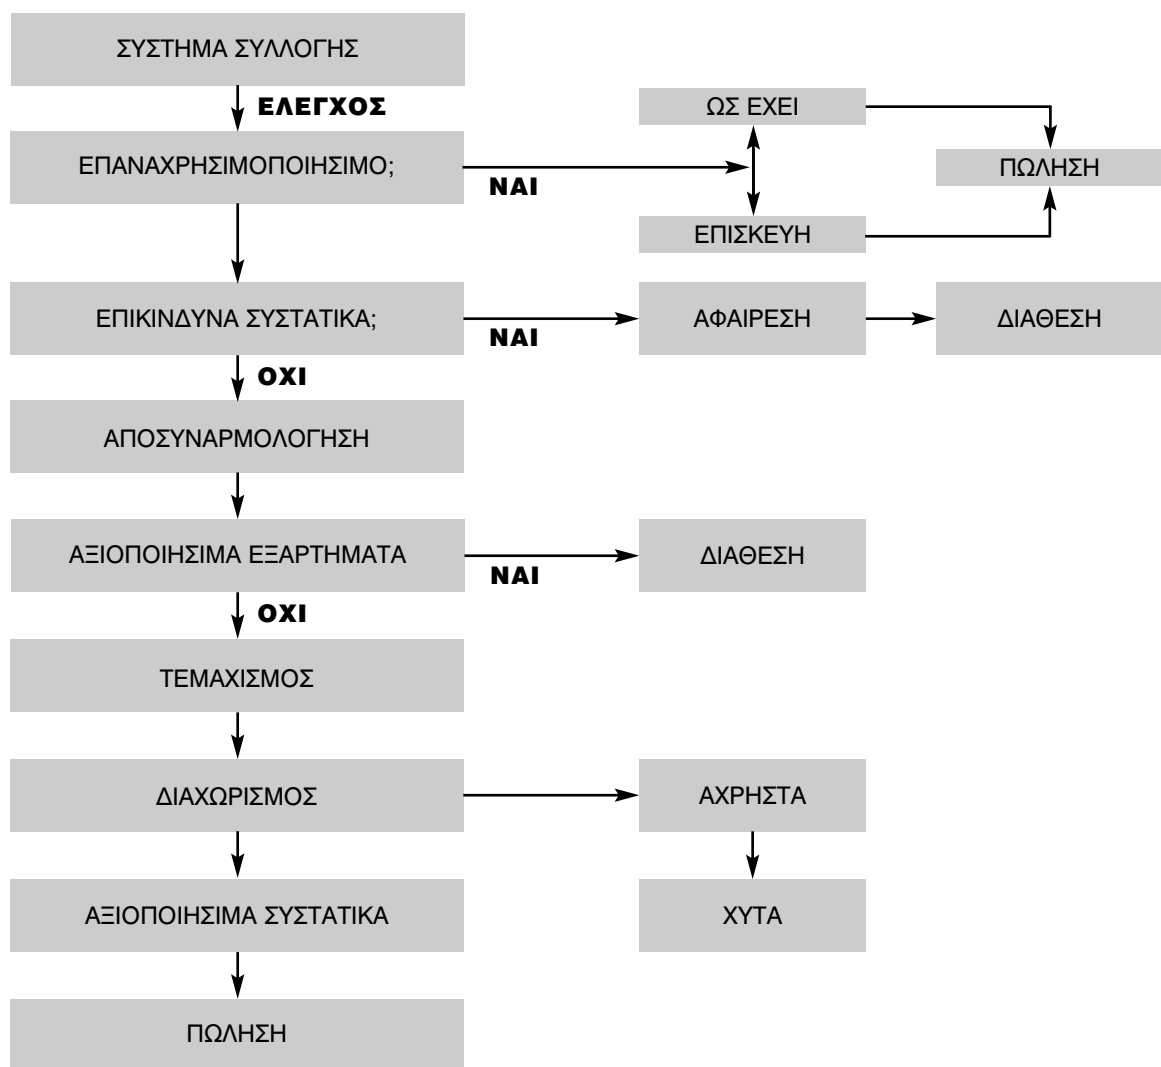 ΣΥΣΤΗΜΑ ΣΥΛΛΟΓΗΣ
ΕΛΕΓΧΟΣ
ΩΣ ΕΧΕΙ
ΕΠΑΝΑΧΡΗΣΙΜΟΠΟΙΗΣΙΜΟ;
ΝΑΙ
ΠΩΛΗΣΗ
ΕΠΙΣΚΕΥΗ
ΕΠΙΚΙΝΔΥΝΑ ΣΥΣΤΑΤΙΚΑ;
ΝΑΙ
ΑΦΑΙΡΕΣΗ
ΔΙΑΘΕΣΗ
ΟΧΙ
ΑΠΟΣΥΝΑΡΜΟΛΟΓΗΣΗ
ΑΞΙΟΠΟΙΗΣΙΜΑ ΕΞΑΡΤΗΜΑΤΑ
ΝΑΙ
ΔΙΑΘΕΣΗ
ΟΧΙ
ΤΕΜΑΧΙΣΜΟΣ
ΔΙΑΧΩΡΙΣΜΟΣ
ΑΧΡΗΣΤΑ
ΑΞΙΟΠΟΙΗΣΙΜΑ ΣΥΣΤΑΤΙΚΑ
ΧΥΤΑ
ΠΩΛΗΣΗ